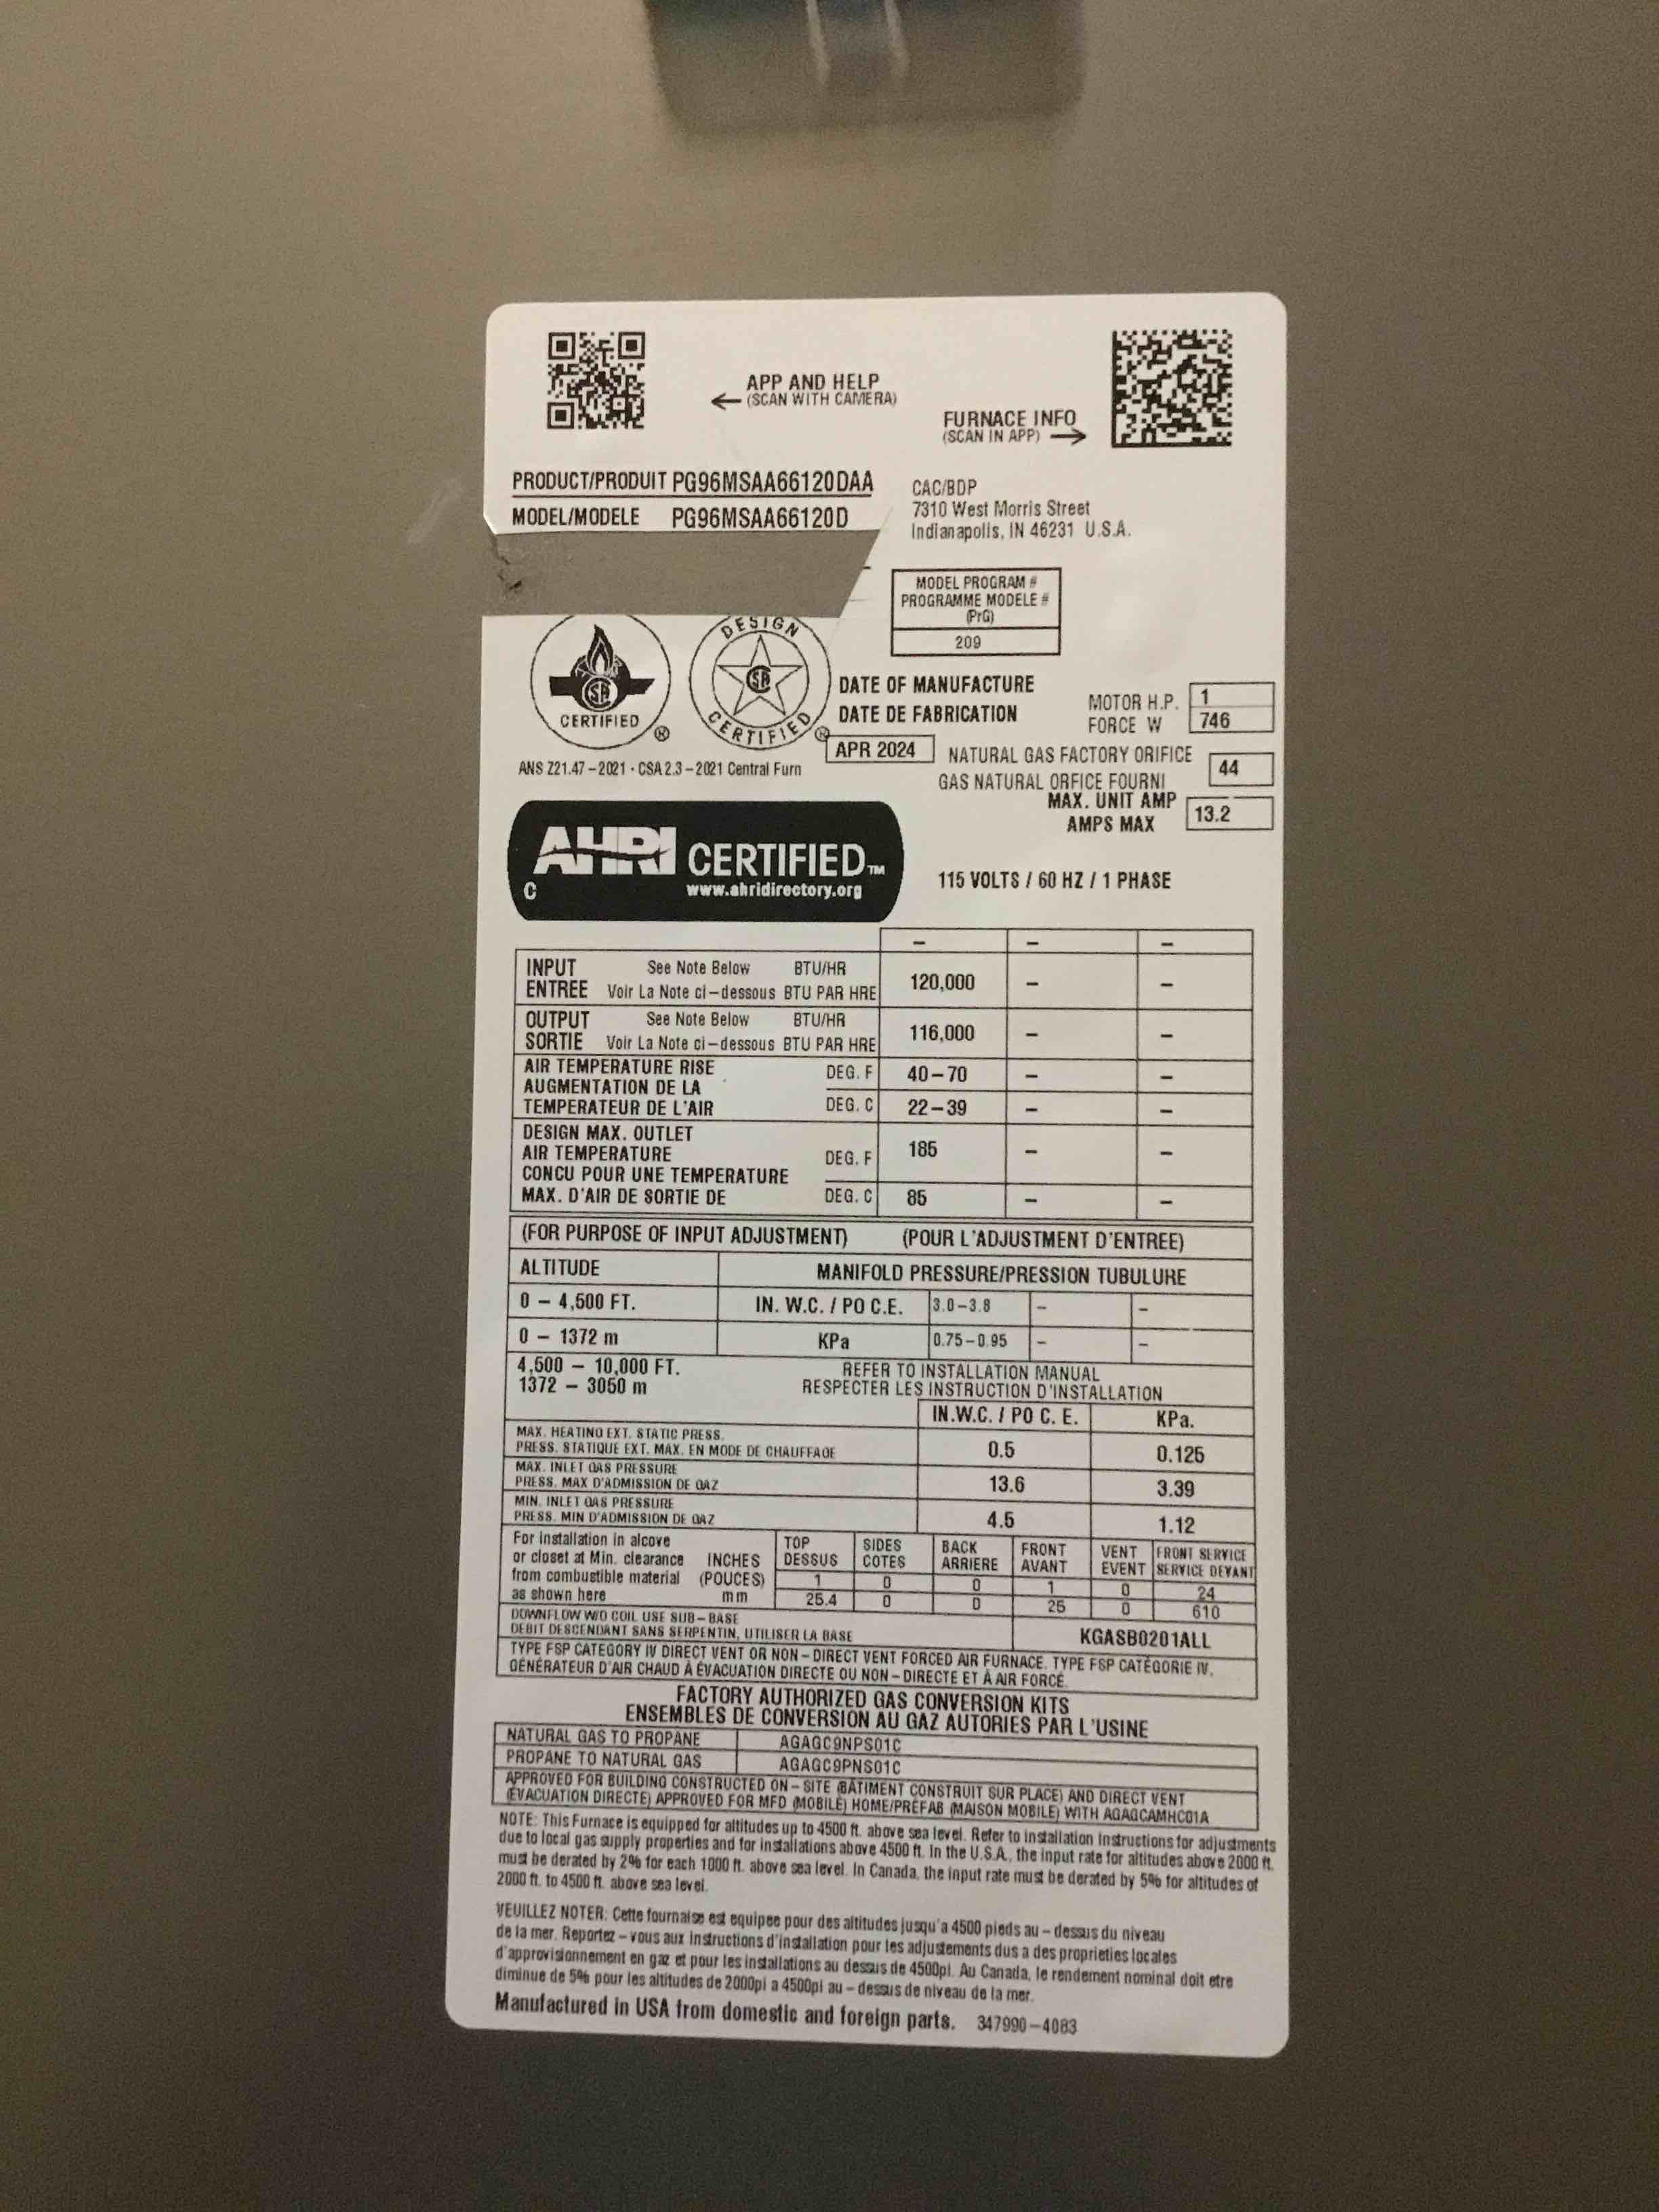 APP AND HELP
(SCAN WITH CAMERA)
FURNACE INFO
(SCAN IN APP)
PRODUCT/PRODUIT PG96MSAA66120DAA
MODEL/MODELE PG96MSAA66120D
CAC/BDP
7310 West Morris Street
Indianapolis, IN 46231 U.S.A.
MODEL PROGRAM #
PROGRAMME MODELE #
(PrG)
209
CERTIFIED
®
DESIGN
CERTIFIED
®
ANS Z21.47-2021 · CSA 2.3-2021 Central Furn
DATE OF MANUFACTURE
DATE DE FABRICATION
APR 2024
MOTOR H.P. 1
FORCE W 746
NATURAL GAS FACTORY ORIFICE
GAS NATURAL ORFICE FOURNI
44
MAX. UNIT AMP
AMPS MAX
13.2
AHRI CERTIFIED™
C www.ahridirectory.org
115 VOLTS / 60 HZ / 1 PHASE
– – –
INPUT See Note Below BTU/HR
ENTREE Voir La Note ci-dessous BTU PAR HRE
120,000 – –
OUTPUT See Note Below BTU/HR
SORTIE Voir La Note ci-dessous BTU PAR HRE
116,000 – –
AIR TEMPERATURE RISE DEG. F 40-70 – –
AUGMENTATION DE LA
TEMPERATEUR DE L'AIR DEG. C 22-39 – –
DESIGN MAX. OUTLET
AIR TEMPERATURE DEG. F 185 – –
CONCU POUR UNE TEMPERATURE
MAX. D'AIR DE SORTIE DE DEG. C 85 – –
(FOR PURPOSE OF INPUT ADJUSTMENT) (POUR L'ADJUSTMENT D'ENTREE)
ALTITUDE MANIFOLD PRESSURE/PRESSION TUBULURE
0 - 4,500 FT. IN. W.C. / PO C.E. 3.0-3.8 – –
0 - 1372 m KPa 0.75-0.95 – –
4,500 - 10,000 FT. REFER TO INSTALLATION MANUAL
1372 - 3050 m RESPECTER LES INSTRUCTION D'INSTALLATION
IN.W.C. / PO C. E. KPa.
MAX. HEATING EXT. STATIC PRESS.
PRESS. STATIQUE EXT. MAX. EN MODE DE CHAUFFAGE
0.5 0.125
MAX. INLET GAS PRESSURE
PRESS. MAX D'ADMISSION DE GAZ
13.6 3.39
MIN. INLET GAS PRESSURE
PRESS. MIN D'ADMISSION DE GAZ
4.5 1.12
For installation in alcove
or closet at Min. clearance INCHES
from combustible material (POUCES)
as shown here mm
TOP SIDES BACK FRONT VENT FRONT SERVICE
DESSUS COTES ARRIERE AVANT EVENT SERVICE DEVANT
1 0 0 1 0 24
25.4 0 0 25 0 610
DOWNFLOW W/O COIL USE SUB-BASE
DEBIT DESCENDANT SANS SERPENTIN, UTILISER LA BASE
KGASB0201ALL
TYPE FSP CATEGORY IV DIRECT VENT OR NON-DIRECT VENT FORCED AIR FURNACE. TYPE FSP CATÉGORIE IV.
GÉNÉRATEUR D'AIR CHAUD À ÉVACUATION DIRECTE OU NON-DIRECTE ET À AIR FORCÉ.
FACTORY AUTHORIZED GAS CONVERSION KITS
ENSEMBLES DE CONVERSION AU GAZ AUTORIES PAR L'USINE
NATURAL GAS TO PROPANE AGAGC9NPS01C
PROPANE TO NATURAL GAS AGAGC9PNS01C
APPROVED FOR BUILDING CONSTRUCTED ON-SITE (BÂTIMENT CONSTRUIT SUR PLACE) AND DIRECT VENT
(ÉVACUATION DIRECTE) APPROVED FOR MFD (MOBILE) HOME/PRÉFAB (MAISON MOBILE) WITH AGAGCAMHC01A
NOTE: This Furnace is equipped for altitudes up to 4500 ft. above sea level. Refer to installation instructions for adjustments
due to local gas supply properties and for installations above 4500 ft. In the U.S.A., the input rate for altitudes above 2000 ft.
must be derated by 2% for each 1000 ft. above sea level. In Canada, the input rate must be derated by 5% for altitudes of
2000 ft. to 4500 ft. above sea level.
VEUILLEZ NOTER: Cette fournaise est equipee pour des altitudes jusqu'a 4500 pieds au-dessus du niveau
de la mer. Reportez-vous aux instructions d'installation pour les adjustements dus a des proprieties locales
d'approvisionnement en gaz et pour les installations au dessus de 4500pi. Au Canada, le rendement nominal doit etre
diminue de 5% pour les altitudes de 2000pi a 4500pi au-dessus de niveau de la mer.
Manufactured in USA from domestic and foreign parts. 347990-4083